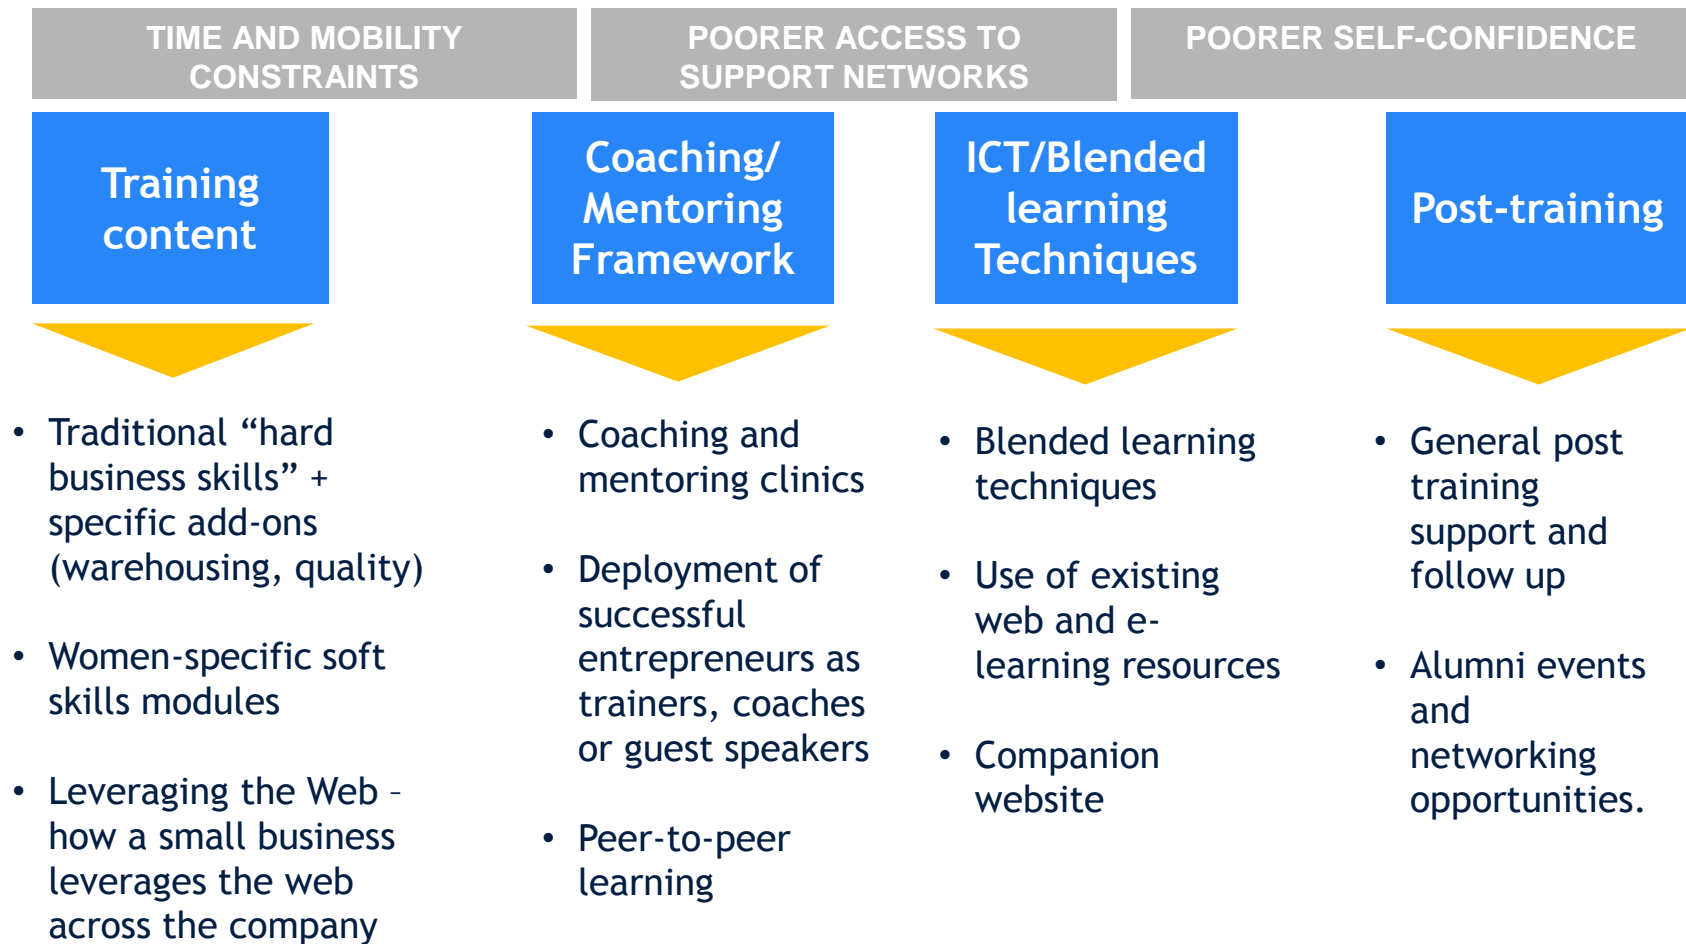 TIME AND MOBILITY
CONSTRAINTS
POORER ACCESS TO
SUPPORT NETWORKS
POORER SELF-CONFIDENCE
Training
content
Coaching/
Mentoring
Framework
ICT/Blended
learning
Techniques
Post-training
• Traditional “hard
business skills” +
specific add-ons
(warehousing, quality)
• Women-specific soft
skills modules
• Leveraging the Web –
how a small business
leverages the web
across the company
• Coaching and
mentoring clinics
• Deployment of
successful
entrepreneurs as
trainers, coaches
or guest speakers
• Peer-to-peer
learning
• Blended learning
techniques
• Use of existing
web and e-
learning resources
• Companion
website
• General post
training
support and
follow up
• Alumni events
and
networking
opportunities.